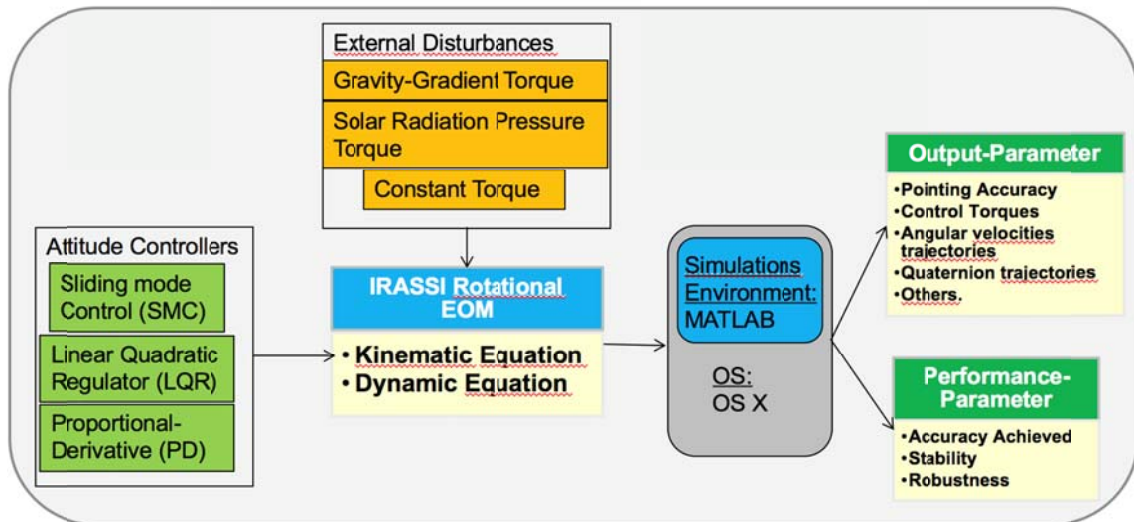 External Disturbances
Gravity-Gradient Torque
Solar Radiation Pressure
Torque
Constant Torque
Attitude Controllers
Sliding mode
Control (SMC)
Linear Quadratic
Regulator (LQR)
Proportional-
Derivative (PD)
IRASSI Rotational
EOM
• Kinematic Equation
• Dynamic Equation
Simulations
Environment:
MATLAB
OS:
OS X
Output-Parameter
•Pointing Accuracy
•Control Torques
•Angular velocities
trajectories
•Quaternion trajectories
•Others.
Performance-
Parameter
•Accuracy Achieved
•Stability
•Robustness